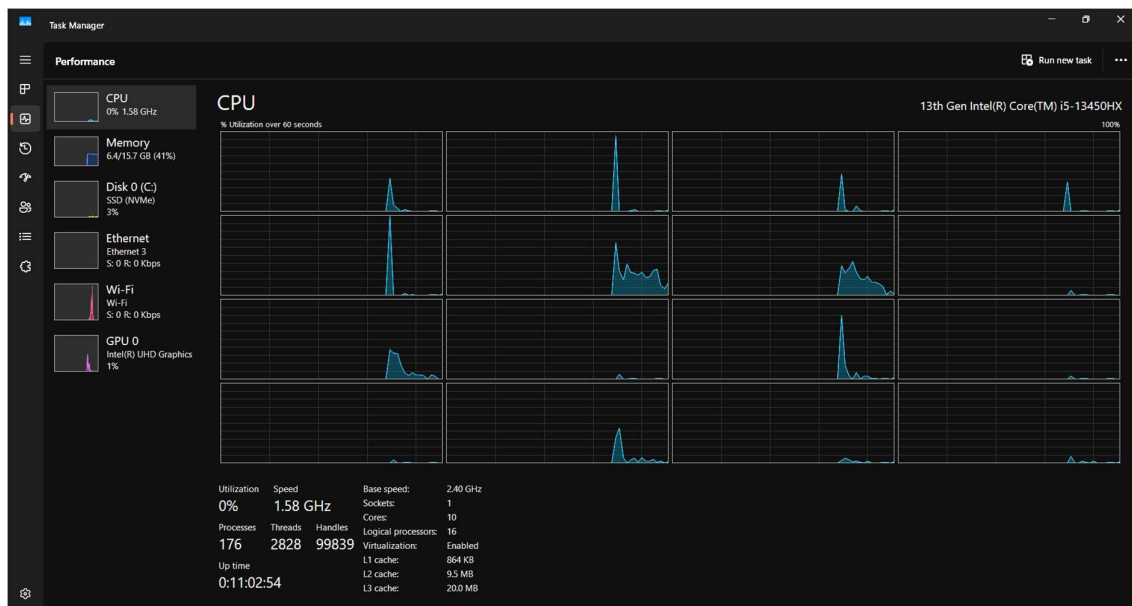 Task Manager
Performance
Run new task
CPU
0% 1.58 GHz
Memory
6.4/15.7 GB (41%)
Disk 0 (C:)
SSD (NVMe)
3%
Ethernet
Ethernet 3
S: 0 R: 0 Kbps
Wi-Fi
Wi-Fi
S: 0 R: 0 Kbps
GPU 0
Intel(R) UHD Graphics
1%
CPU
13th Gen Intel(R) Core(TM) i5-13450HX
% Utilization over 60 seconds
100%
Utilization Speed
0% 1.58 GHz
Processes Threads Handles
176 2828 99839
Up time
0:11:02:54
Base speed: 2.40 GHz
Sockets: 1
Cores: 10
Logical processors: 16
Virtualization: Enabled
L1 cache: 864 KB
L2 cache: 9.5 MB
L3 cache: 20.0 MB